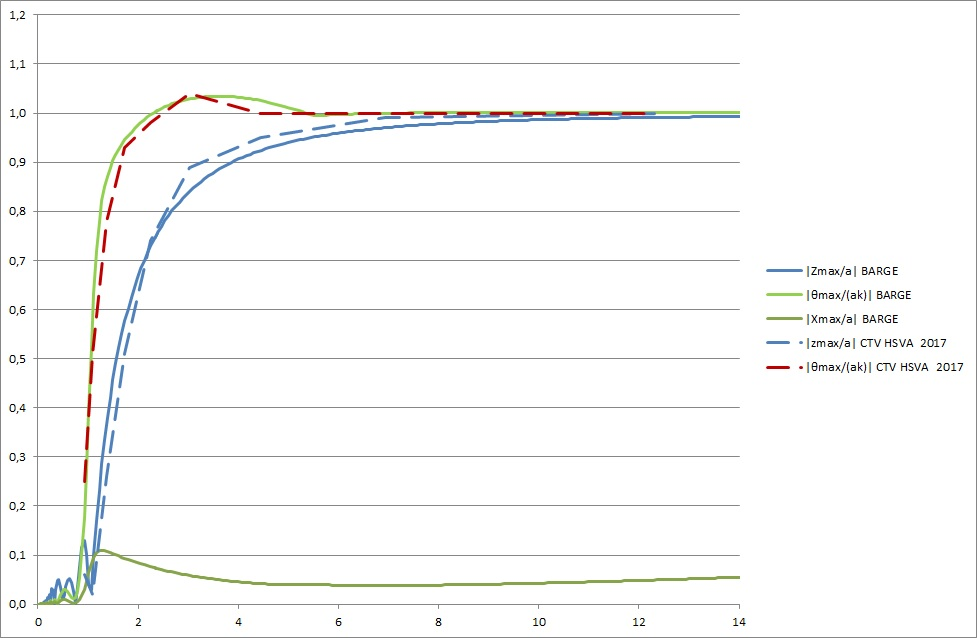 1,2
1,1
1,0
0,9
0,8
0,7
0,6
0,5
0,4
0,3
0,2
0,1
0,0
0 2 4 6 8 10 12 14
|Zmax/a| BARGE
|θmax/(ak)| BARGE
|Xmax/a| BARGE
|zmax/a| CTV HSVA 2017
|θmax/(ak)| CTV HSVA 2017